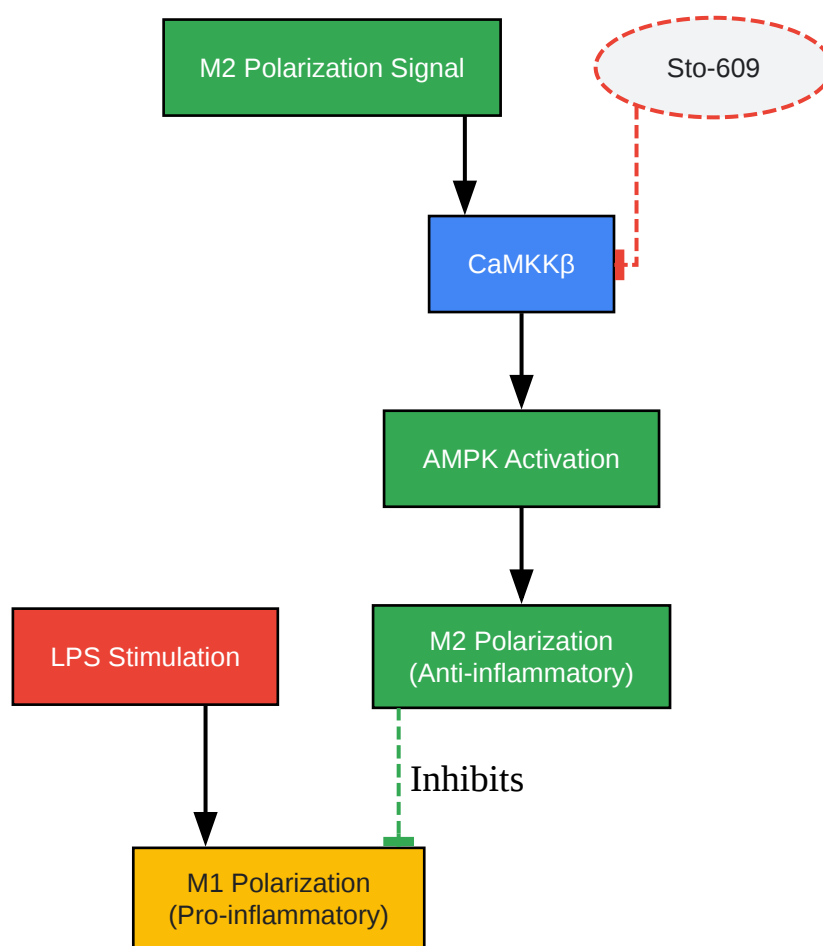 M2 Polarization Signal
Sto-609
CaMKKβ
AMPK Activation
LPS Stimulation
M2 Polarization
(Anti-inflammatory)
Inhibits
M1 Polarization
(Pro-inflammatory)